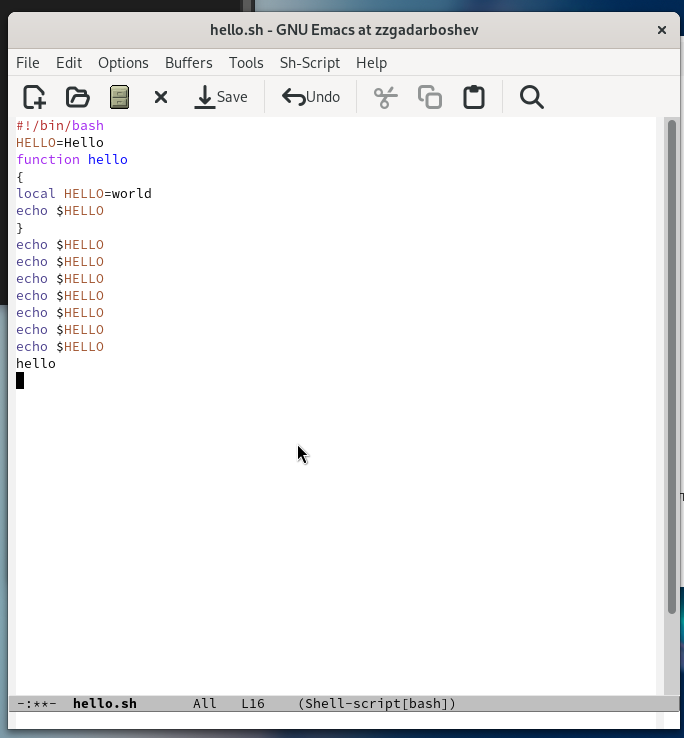 hello.sh - GNU Emacs at zzgadarboshev
File Edit Options Buffers Tools Sh-Script Help
Save Undo
#!/bin/bash
HELLO=Hello
function hello
{
local HELLO=world
echo $HELLO
}
echo $HELLO
echo $HELLO
echo $HELLO
echo $HELLO
echo $HELLO
echo $HELLO
echo $HELLO
hello
-:**- hello.sh All L16 (Shell-script[bash])